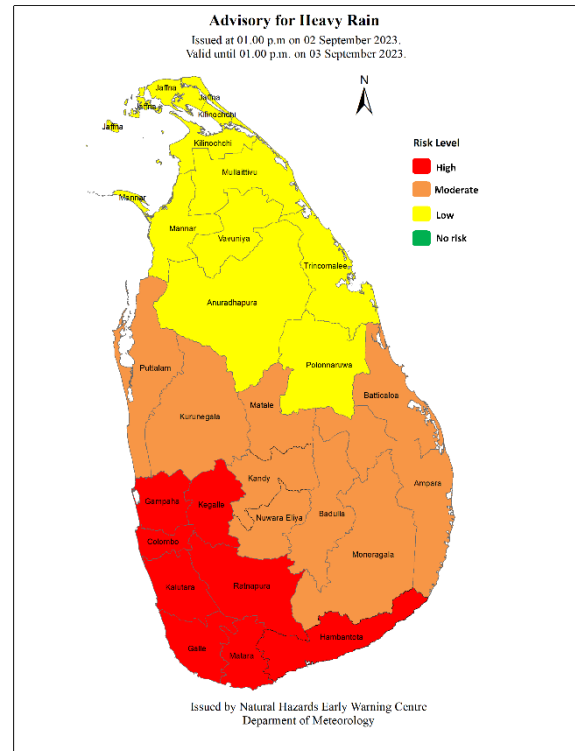 Advisory for Heavy Rain
Issued at 01.00 p.m on 02 September 2023.
Valid until 01.00 p.m. on 03 September 2023.
N
Jaffna
Jaffna
Jaffna
Jaffna
Kilinochchi
Kilinochchi
Mullaittivu
Mannar
Mannar
Vavuniya
Trincomalee
Anuradhapura
Polonnaruwa
Puttalam
Batticaloa
Matale
Kurunegala
Kandy
Ampara
Gampaha
Kegalle
Nuwara Eliya
Badulla
Colombo
Moneragala
Kalutara
Ratnapura
Hambantota
Galle
Matara
Risk Level
High
Moderate
Low
No risk
Issued by Natural Hazards Early Warning Centre
Deparment of Meteorology